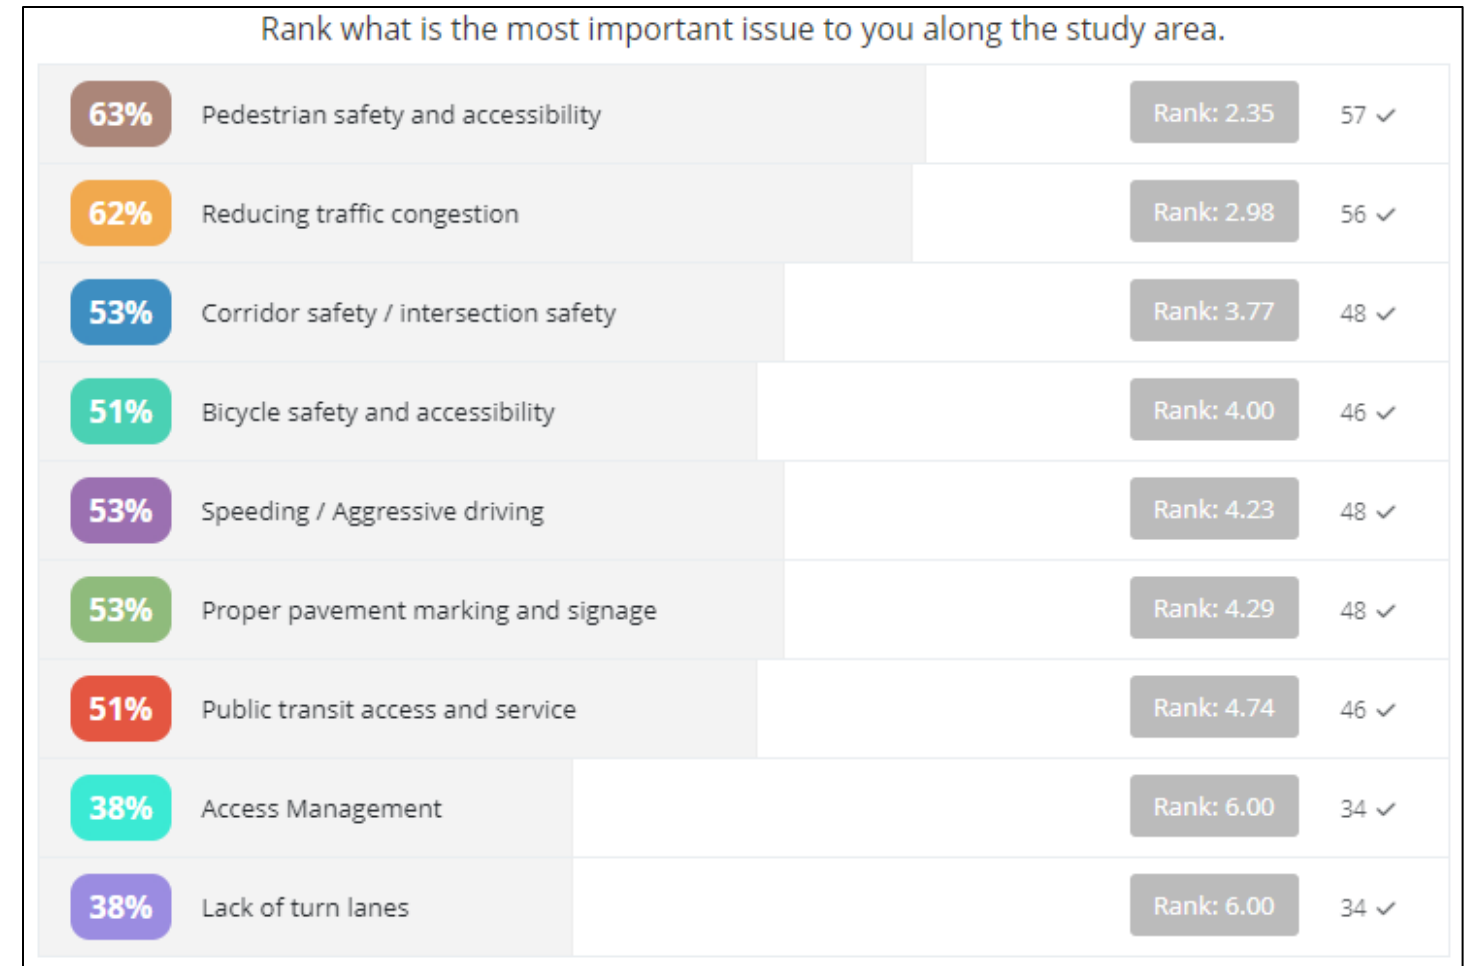 Rank what is the most important issue to you along the study area.
63% Pedestrian safety and accessibility Rank: 2.35 57 ✓
62% Reducing traffic congestion Rank: 2.98 56 ✓
53% Corridor safety / intersection safety Rank: 3.77 48 ✓
51% Bicycle safety and accessibility Rank: 4.00 46 ✓
53% Speeding / Aggressive driving Rank: 4.23 48 ✓
53% Proper pavement marking and signage Rank: 4.29 48 ✓
51% Public transit access and service Rank: 4.74 46 ✓
38% Access Management Rank: 6.00 34 ✓
38% Lack of turn lanes Rank: 6.00 34 ✓